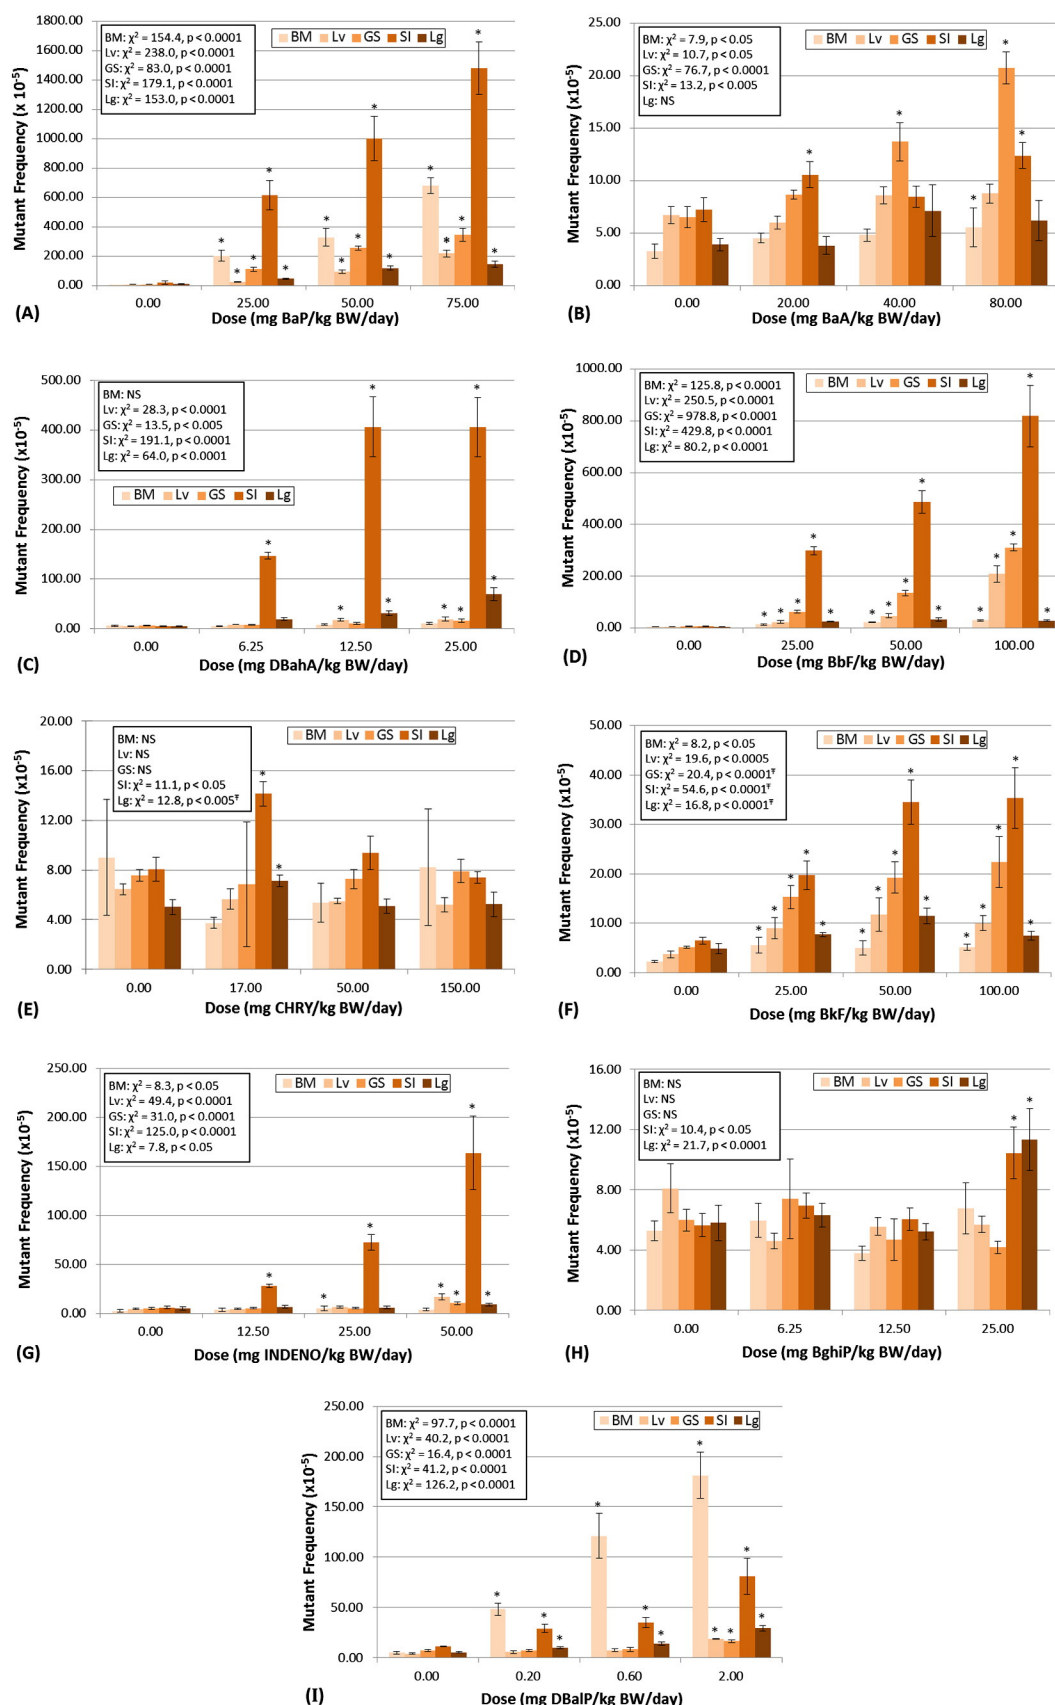 1800.00
1600.00
1400.00
1200.00
1000.00
800.00
600.00
400.00
200.00
0.00
Mutant Frequency (x 10-5)
BM: χ² = 154.4, p < 0.0001
Lv: χ² = 238.0, p < 0.0001
GS: χ² = 83.0, p < 0.0001
SI: χ² = 179.1, p < 0.0001
Lg: χ² = 153.0, p < 0.0001
BM Lv GS SI Lg
* * * * *
* * * * *
* * * * *
0.00 25.00 50.00 75.00
(A) Dose (mg BaP/kg BW/day)
25.00
20.00
15.00
10.00
5.00
0.00
Mutant Frequency (x10-5)
BM: χ² = 7.9, p < 0.05
Lv: χ² = 10.7, p < 0.05
GS: χ² = 76.7, p < 0.0001
SI: χ² = 13.2, p < 0.005
Lg: NS
BM Lv GS SI Lg
* * * * *
0.00 20.00 40.00 80.00
(B) Dose (mg BaA/kg BW/day)
500.00
400.00
300.00
200.00
100.00
0.00
Mutant Frequency (x10-5)
BM: NS
Lv: χ² = 28.3, p < 0.0001
GS: χ² = 13.5, p < 0.005
SI: χ² = 191.1, p < 0.0001
Lg: χ² = 64.0, p < 0.0001
BM Lv GS SI Lg
* * * * * * * *
0.00 6.25 12.50 25.00
(C) Dose (mg DBahA/kg BW/day)
1000.00
800.00
600.00
400.00
200.00
0.00
Mutant Frequency (x10-5)
BM: χ² = 125.8, p < 0.0001
Lv: χ² = 250.5, p < 0.0001
GS: χ² = 978.8, p < 0.0001
SI: χ² = 429.8, p < 0.0001
Lg: χ² = 80.2, p < 0.0001
BM Lv GS SI Lg
* * * * *
* * * * *
* * * * *
0.00 25.00 50.00 100.00
(D) Dose (mg BbF/kg BW/day)
20.00
16.00
12.00
8.00
4.00
0.00
Mutant Frequency (x10-5)
BM: NS
Lv: NS
GS: NS
SI: χ² = 11.1, p < 0.05
Lg: χ² = 12.8, p < 0.005Ŧ
BM Lv GS SI Lg
* *
0.00 17.00 50.00 150.00
(E) Dose (mg CHRY/kg BW/day)
50.00
40.00
30.00
20.00
10.00
0.00
Mutant Frequency (x10-5)
BM: χ² = 8.2, p < 0.05
Lv: χ² = 19.6, p < 0.0005
GS: χ² = 20.4, p < 0.0001Ŧ
SI: χ² = 54.6, p < 0.0001Ŧ
Lg: χ² = 16.8, p < 0.0001Ŧ
BM Lv GS SI Lg
* * * * *
* * * * *
* * * * *
0.00 25.00 50.00 100.00
(F) Dose (mg BkF/kg BW/day)
250.00
200.00
150.00
100.00
50.00
0.00
Mutant Frequency (x10-5)
BM: χ² = 8.3, p < 0.05
Lv: χ² = 49.4, p < 0.0001
GS: χ² = 31.0, p < 0.0001
SI: χ² = 125.0, p < 0.0001
Lg: χ² = 7.8, p < 0.05
BM Lv GS SI Lg
* * * * * * *
0.00 12.50 25.00 50.00
(G) Dose (mg INDENO/kg BW/day)
16.00
12.00
8.00
4.00
0.00
Mutant Frequency (x10-5)
BM: NS
Lv: NS
GS: NS
SI: χ² = 10.4, p < 0.05
Lg: χ² = 21.7, p < 0.0001
BM Lv GS SI Lg
* *
0.00 6.25 12.50 25.00
(H) Dose (mg BghiP/kg BW/day)
250.00
200.00
150.00
100.00
50.00
0.00
Mutant Frequency (x10-5)
BM: χ² = 97.7, p < 0.0001
Lv: χ² = 40.2, p < 0.0001
GS: χ² = 16.4, p < 0.0001
SI: χ² = 41.2, p < 0.0001
Lg: χ² = 126.2, p < 0.0001
BM Lv GS SI Lg
* * *
* * *
* * * * *
0.00 0.20 0.60 2.00
(I) Dose (mg DBalP/kg BW/day)